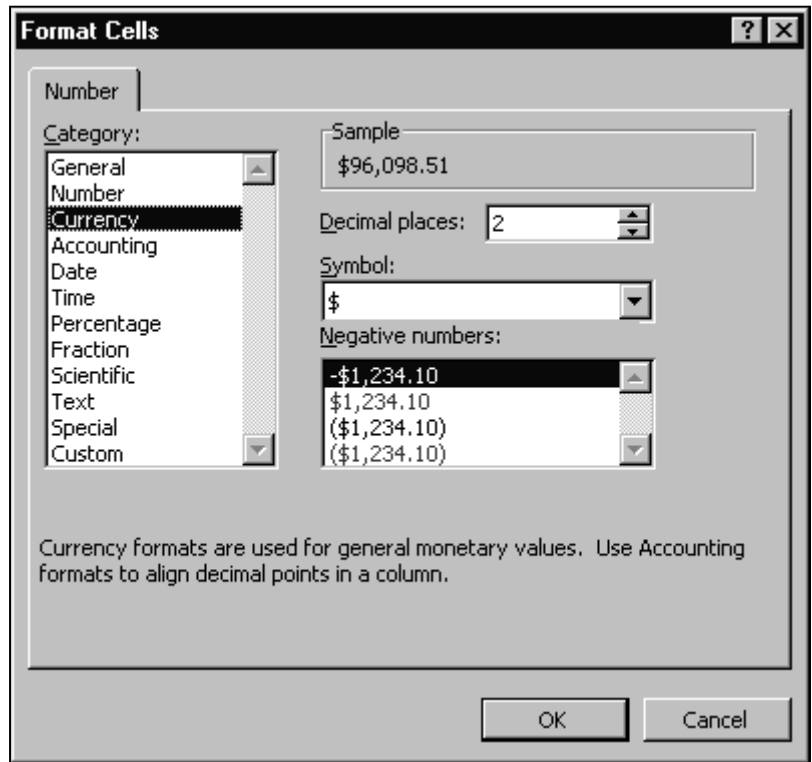 Format Cells
Number
Category:
General
Number
Currency
Accounting
Date
Time
Percentage
Fraction
Scientific
Text
Special
Custom
Sample
$96,098.51
Decimal places: 2
Symbol:
$
Negative numbers:
-$1,234.10
$1,234.10
($1,234.10)
($1,234.10)
Currency formats are used for general monetary values.  Use Accounting
formats to align decimal points in a column.
OK Cancel